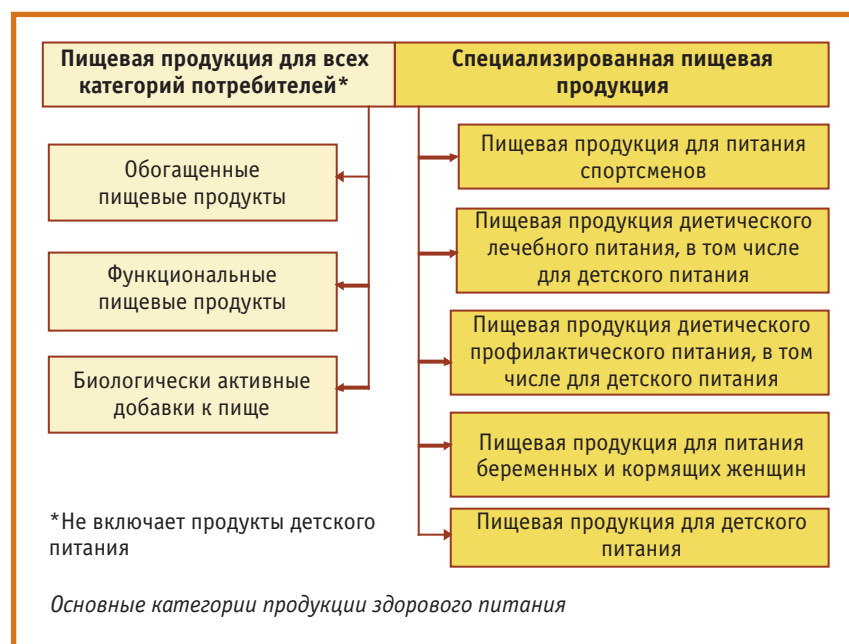 Пищевая продукция для всех
категорий потребителей*
Обогащенные
пищевые продукты
Функциональные
пищевые продукты
Биологически активные
добавки к пище
*Не включает продукты детского
питания
Специализированная пищевая
продукция
Пищевая продукция для питания
спортсменов
Пищевая продукция диетического
лечебного питания, в том числе
для детского питания
Пищевая продукция диетического
профилактического питания, в том
числе для детского питания
Пищевая продукция для питания
беременных и кормящих женщин
Пищевая продукция для детского
питания
Основные категории продукции здорового питания